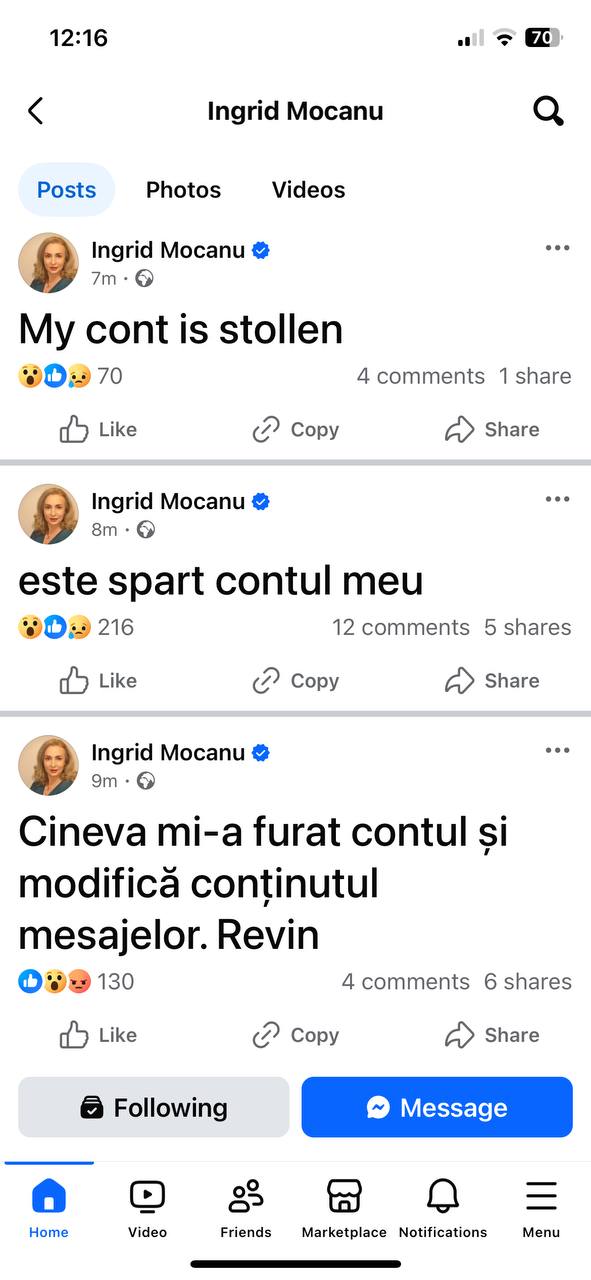 12:16
70
Ingrid Mocanu
Posts Photos Videos
Ingrid Mocanu
7m ·
My cont is stollen
70 4 comments 1 share
Like Copy Share
Ingrid Mocanu
8m ·
este spart contul meu
216 12 comments 5 shares
Like Copy Share
Ingrid Mocanu
9m ·
Cineva mi-a furat contul și
modifică conținutul
mesajelor. Revin
130 4 comments 6 shares
Like Copy Share
Following Message
Home Video Friends Marketplace Notifications Menu